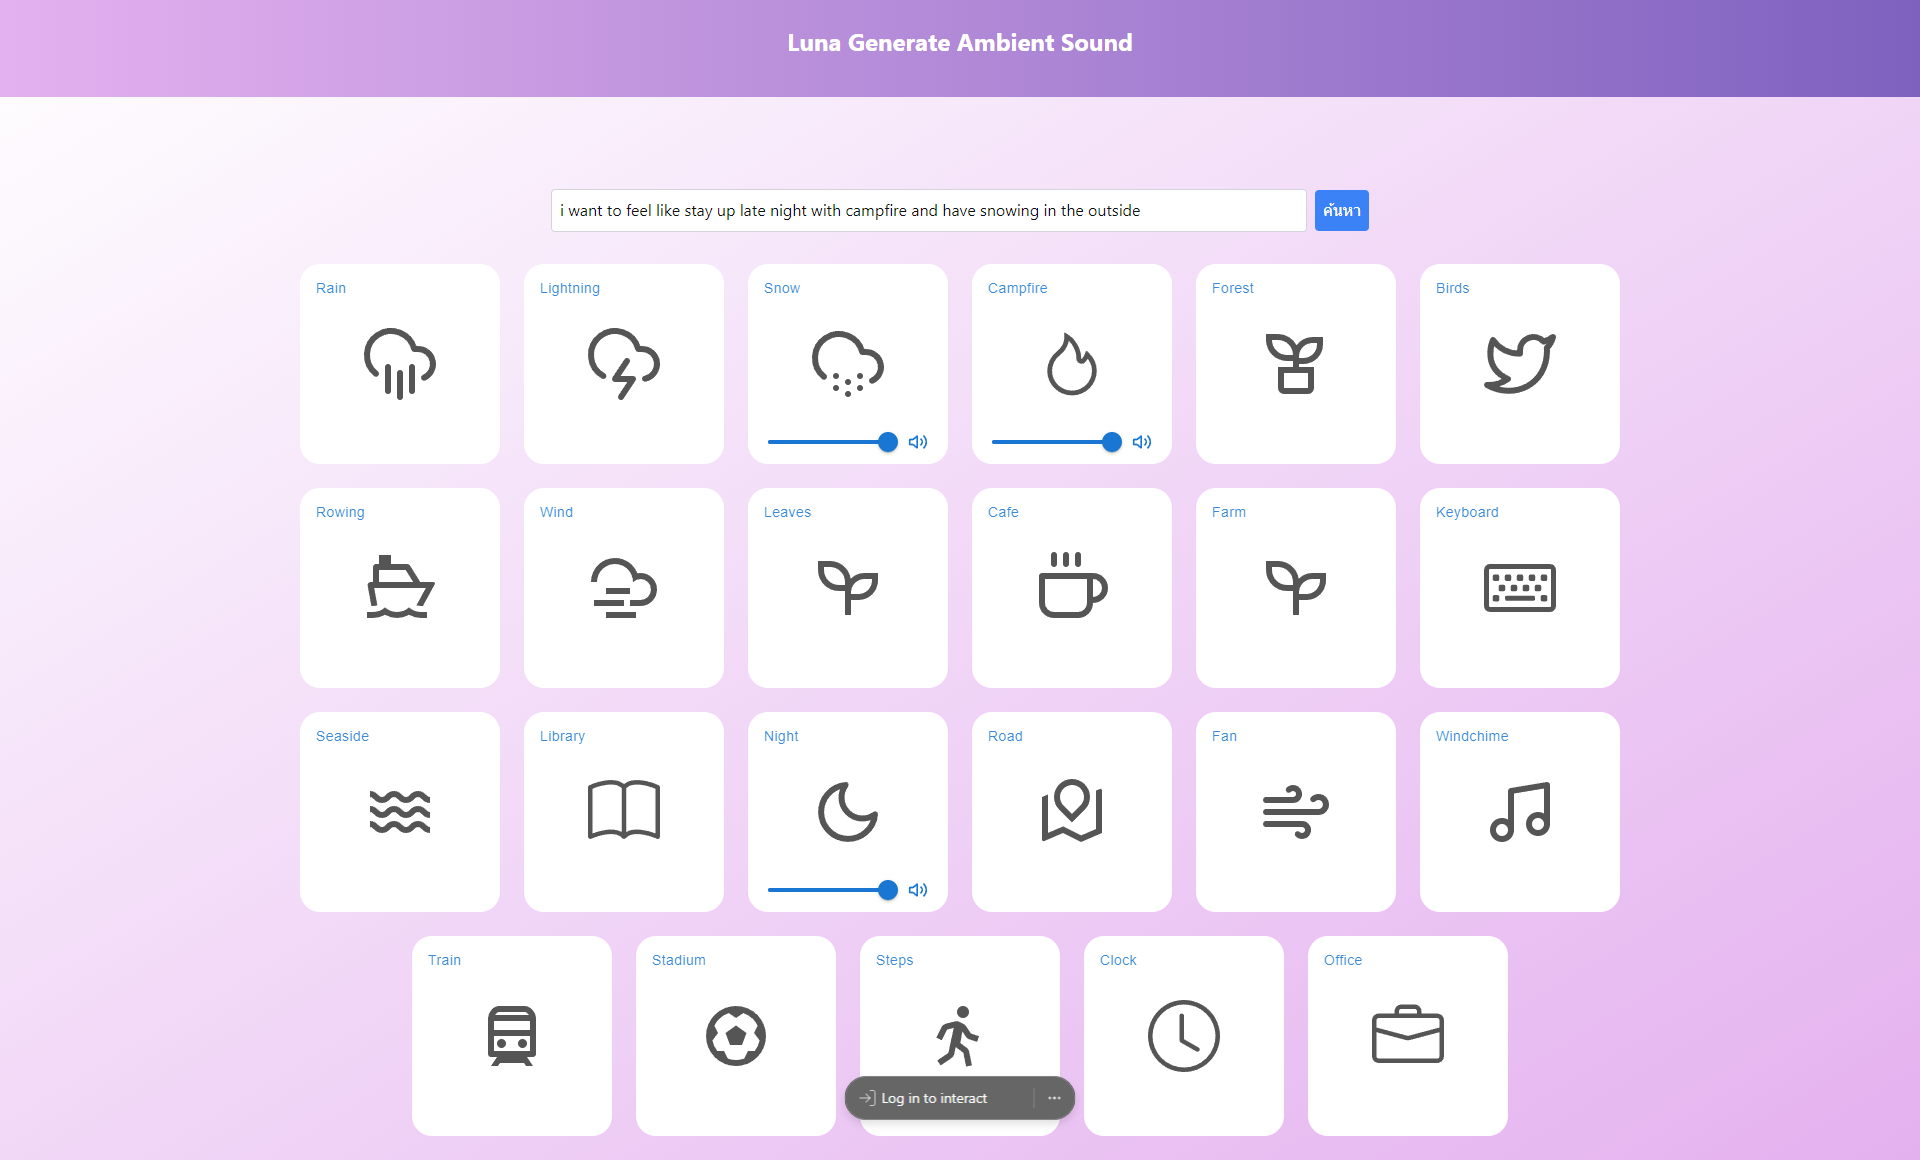 Luna Generate Ambient Sound
i want to feel like stay up late night with campfire and have snowing in the outside
ค้นหา
Rain
Lightning
Snow
Campfire
Forest
Birds
Rowing
Wind
Leaves
Cafe
Farm
Keyboard
Seaside
Library
Night
Road
Fan
Windchime
Train
Stadium
Steps
Clock
Office
Log in to interact